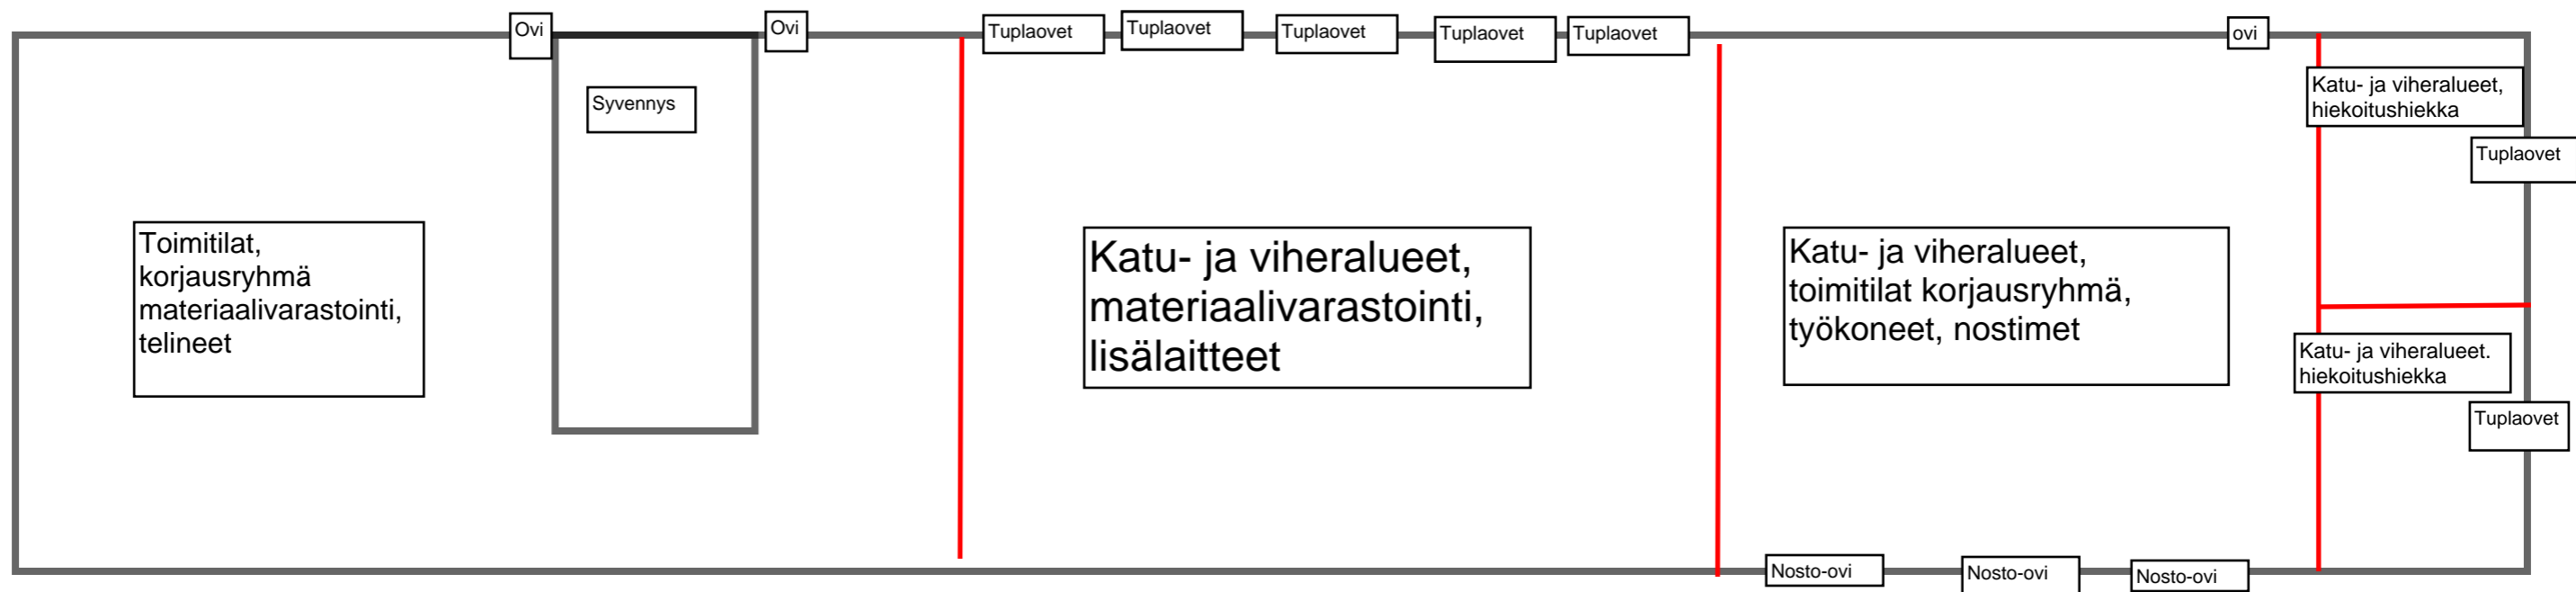 Ovi
Ovi
Tuplaovet
Tuplaovet
Tuplaovet
Tuplaovet
Tuplaovet
ovi
Syvennys
Katu- ja viheralueet,
hiekoitushiekka
Tuplaovet
Toimitilat,
korjausryhmä
materiaalivarastointi,
telineet
Katu- ja viheralueet,
materiaalivarastointi,
lisälaitteet
Katu- ja viheralueet,
toimitilat korjausryhmä,
työkoneet, nostimet
Katu- ja viheralueet.
hiekoitushiekka
Tuplaovet
Nosto-ovi
Nosto-ovi
Nosto-ovi